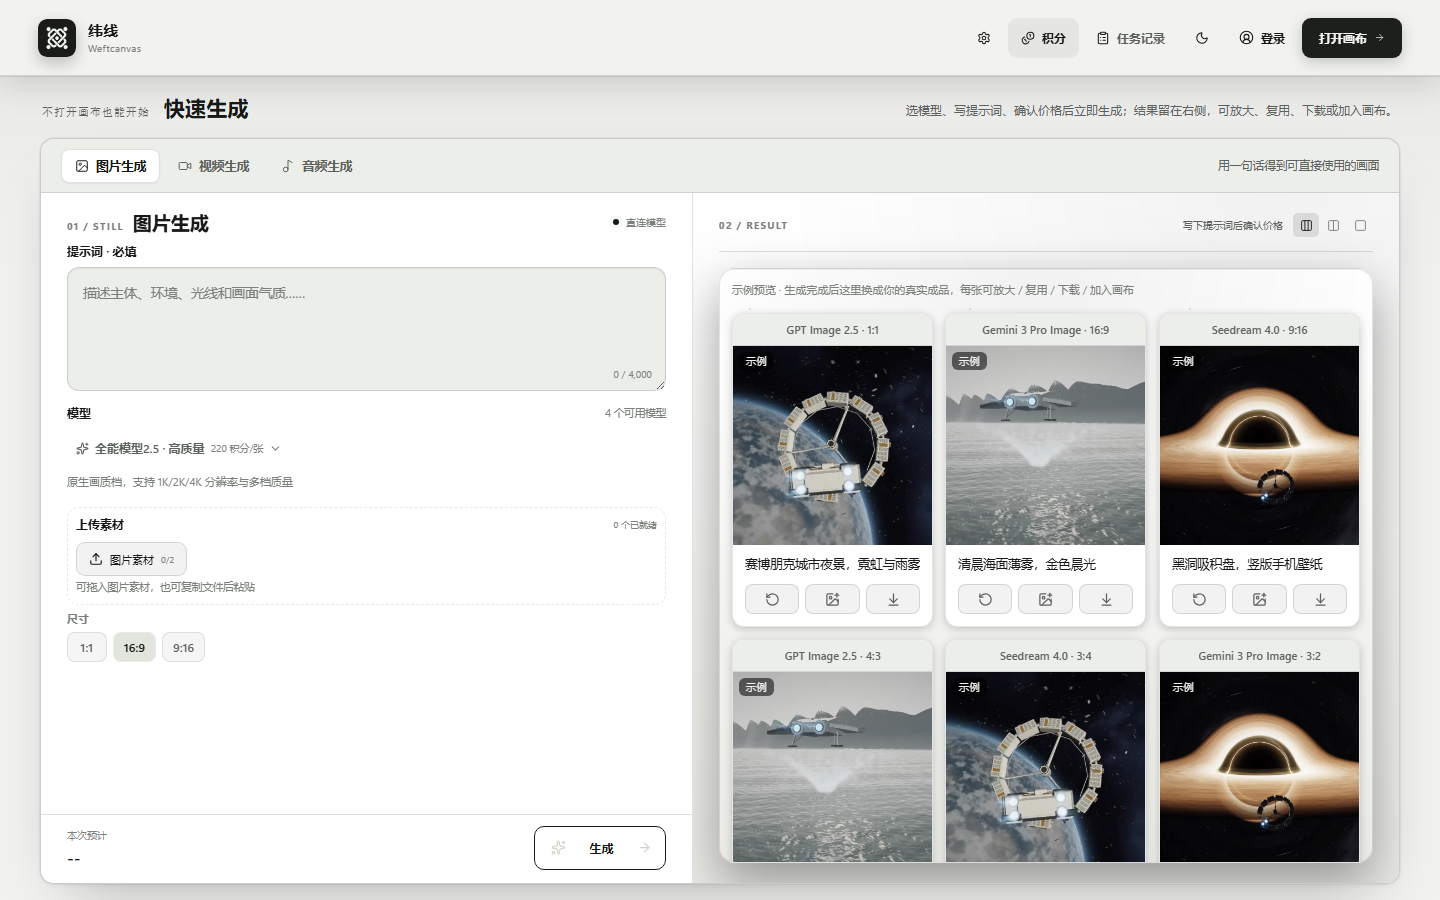 纬线
Weftcanvas
积分
任务记录
登录
打开画布
不打开画布也能开始
快速生成
选模型、写提示词、确认价格后立即生成；结果留在右侧，可放大、复用、下载或加入画布。
图片生成
视频生成
音频生成
用一句话得到可直接使用的画面
01 / STILL
图片生成
直连模型
提示词 · 必填
描述主体、环境、光线和画面气质……
0 / 4,000
模型
4 个可用模型
全能模型2.5 · 高质量
220 积分/张
原生画质档，支持 1K/2K/4K 分辨率与多档质量
上传素材
0 个已就绪
图片素材 0/2
可拖入图片素材，也可复制文件后粘贴
尺寸
1:1
16:9
9:16
本次预计
--
生成
02 / RESULT
写下提示词后确认价格
示例预览 · 生成完成后这里换成你的真实成品，每张可放大 / 复用 / 下载 / 加入画布
GPT Image 2.5 · 1:1
示例
赛博朋克城市夜景，霓虹与雨雾
Gemini 3 Pro Image · 16:9
示例
清晨海面薄雾，金色晨光
Seedream 4.0 · 9:16
示例
黑洞吸积盘，竖版手机壁纸
GPT Image 2.5 · 4:3
示例
Seedream 4.0 · 3:4
示例
Gemini 3 Pro Image · 3:2
示例